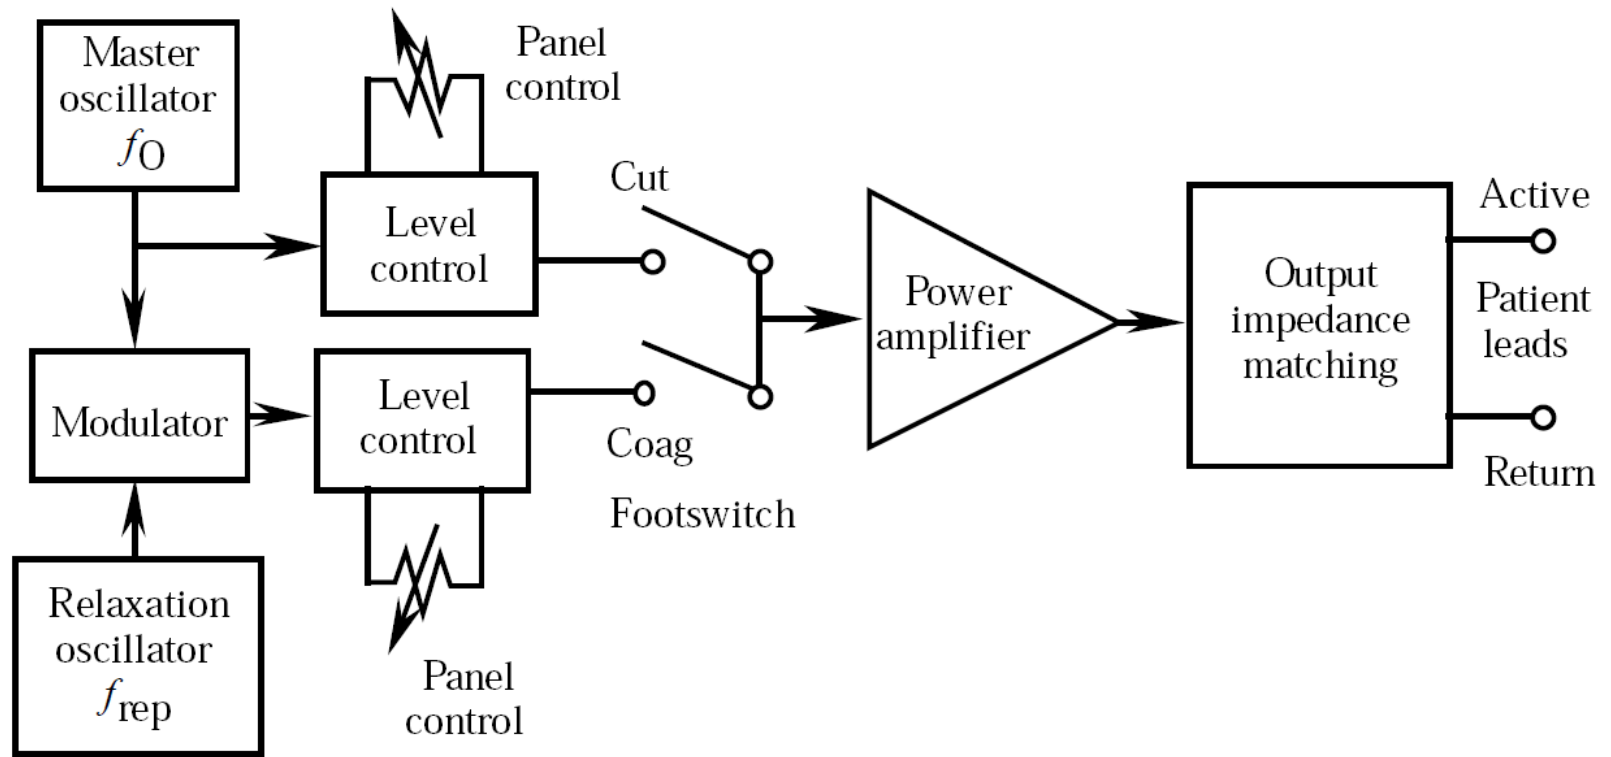 Master
oscillator
fO
Panel
control
Level
control
Cut
Power
amplifier
Output
impedance
matching
Active
Patient
leads
Return
Modulator
Level
control
Coag
Footswitch
Relaxation
oscillator
frep
Panel
control